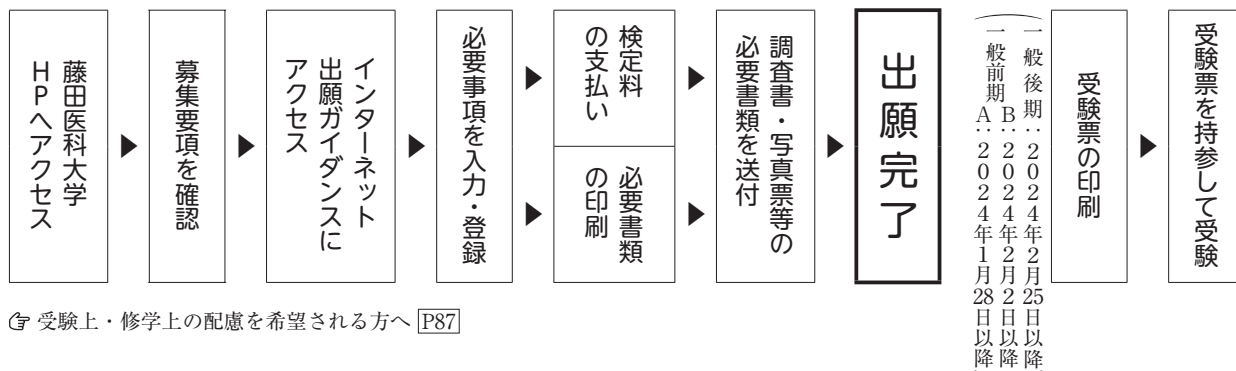 藤田医科大学
HPへアクセス
▶
募集要項を確認
▶
インターネット
出願ガイダンスに
アクセス
▶
必要事項を入力・登録
▶
検定料
の支払い
▶
必要書類
の印刷
▶
▶
調査書・写真票等の
必要書類を送付
▶
出願完了
一般前期A:2024年1月28日以降
B:2024年2月2日以降
一般後期:2024年2月25日以降
受験票の印刷
▶
受験票を持参して受験
☞ 受験上・修学上の配慮を希望される方へ P87